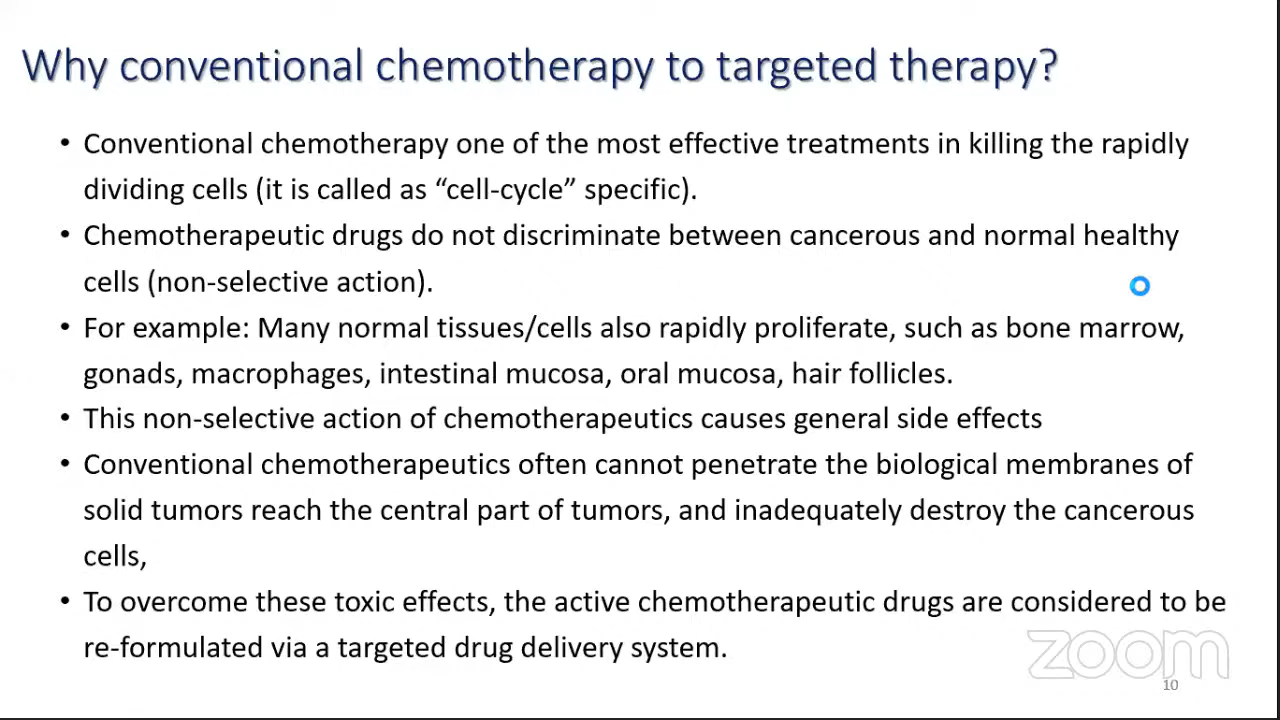 Why conventional chemotherapy to targeted therapy?
• Conventional chemotherapy one of the most effective treatments in killing the rapidly
dividing cells (it is called as “cell-cycle” specific).
• Chemotherapeutic drugs do not discriminate between cancerous and normal healthy
cells (non-selective action).
• For example: Many normal tissues/cells also rapidly proliferate, such as bone marrow,
gonads, macrophages, intestinal mucosa, oral mucosa, hair follicles.
• This non-selective action of chemotherapeutics causes general side effects
• Conventional chemotherapeutics often cannot penetrate the biological membranes of
solid tumors reach the central part of tumors, and inadequately destroy the cancerous
cells,
• To overcome these toxic effects, the active chemotherapeutic drugs are considered to be
re-formulated via a targeted drug delivery system.
zoom
10